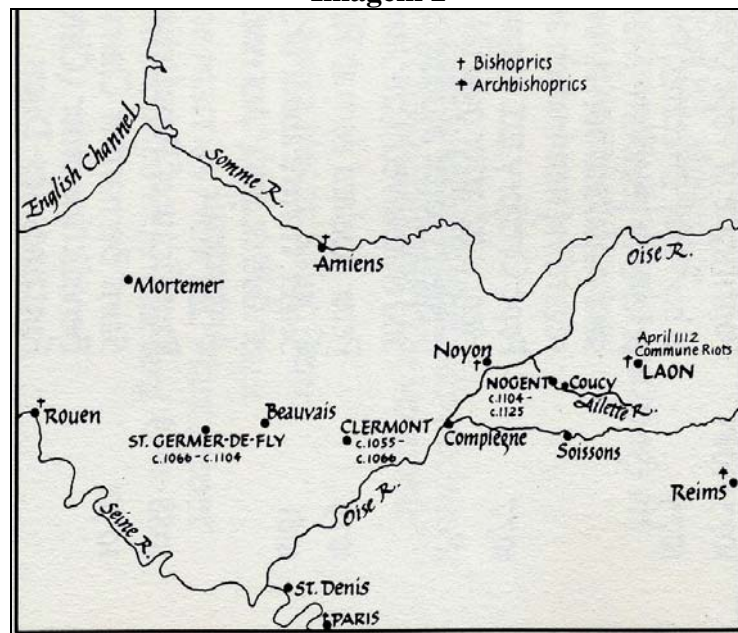 Imagem 2
† Bishoprics
† Archbishoprics
English Channel
Somme R.
Amiens
Mortemer
Oise R.
Noyon
April 1112
Commune Riots
LAON
NOGENT
c.1104 -
c.1125
Coucy
Ailette R.
Rouen
ST. GERMER-DE-FLY
c.1066 - c.1104
Beauvais
CLERMONT
c.1055 -
c.1066
Compiègne
Soissons
Reims
Seine R.
Oise R.
ST. Denis
PARIS